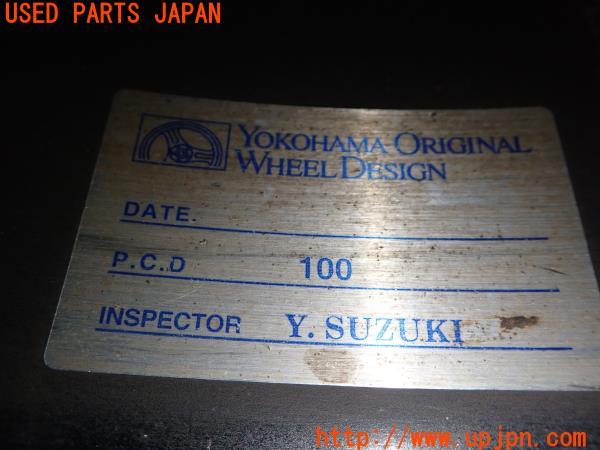 USED PARTS JAPAN
YOKOHAMA ORIGINAL
WHEEL DESIGN
DATE.
P.C.D 100
INSPECTOR Y. SUZUKI
http://www.upjpn.com